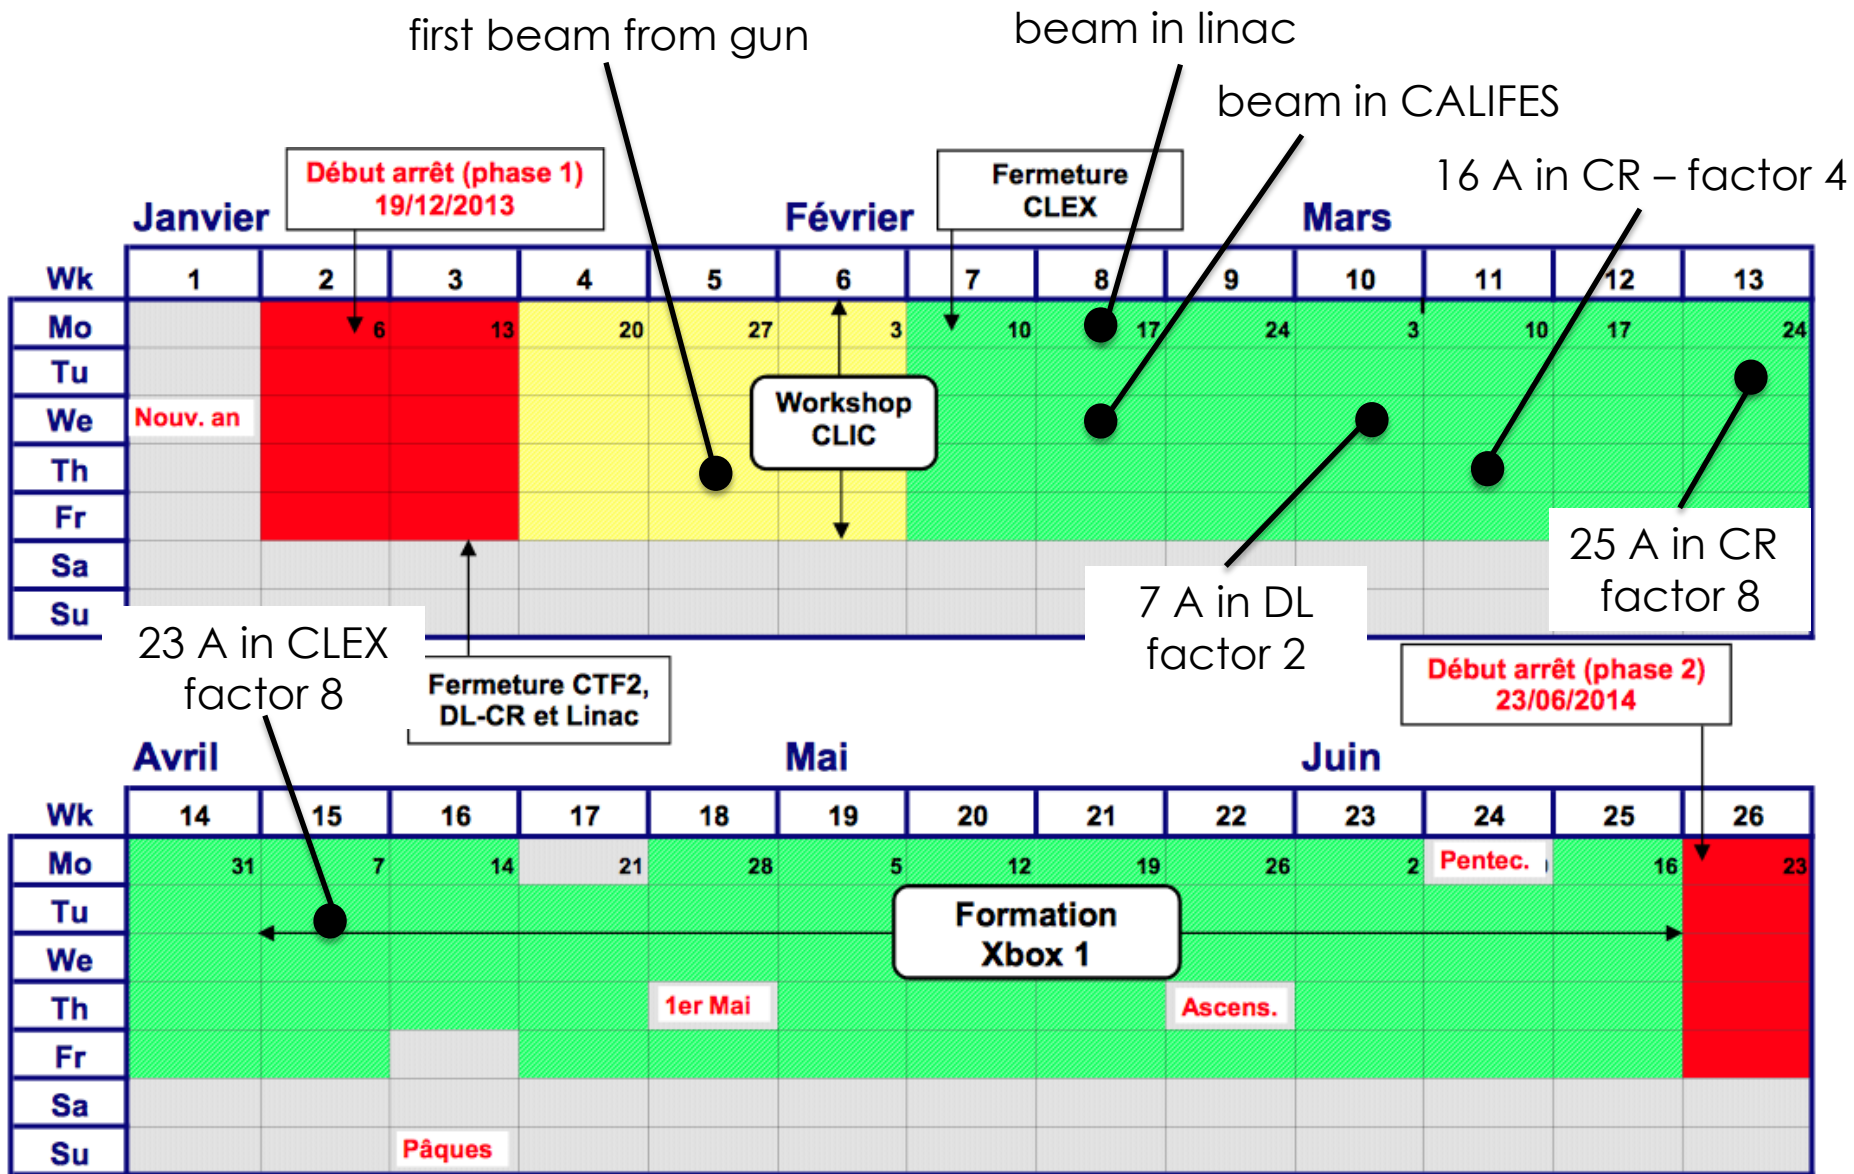 first beam from gun
beam in linac
beam in CALIFES
16 A in CR – factor 4
Début arrêt (phase 1)
19/12/2013
Fermeture
CLEX
Janvier
Février
Mars
Wk 1 2 3 4 5 6 7 8 9 10 11 12 13
Mo 6 13 20 27 3 10 17 24 3 10 17 24
Tu
We Nouv. an
Workshop
CLIC
Th
Fr
Sa
Su
25 A in CR
factor 8
7 A in DL
factor 2
23 A in CLEX
factor 8
Fermeture CTF2,
DL-CR et Linac
Début arrêt (phase 2)
23/06/2014
Avril
Mai
Juin
Wk 14 15 16 17 18 19 20 21 22 23 24 25 26
Mo 31 7 14 21 28 5 12 19 26 2 Pentec. 16 23
Tu
Formation
Xbox 1
We
Th 1er Mai Ascens.
Fr
Sa
Su Pâques